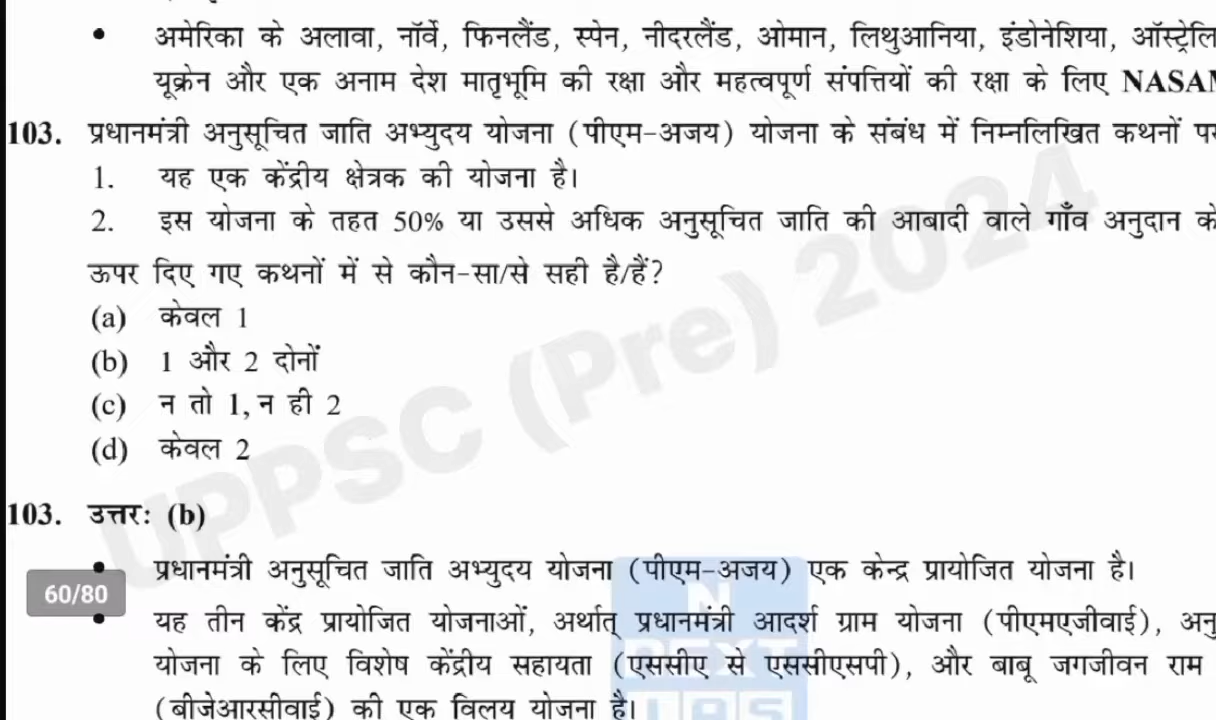 • अमेरिका के अलावा, नॉर्वे, फिनलैंड, स्पेन, नीदरलैंड, ओमान, लिथुआनिया, इंडोनेशिया,
यूक्रेन और एक अनाम देश मातृभूमि की रक्षा और महत्वपूर्ण संपत्तियों की रक्षा के लिए
103. प्रधानमंत्री अनुसूचित जाति अभ्युदय योजना (पीएम-अजय) योजना के संबंध में निम्नलिखित कथनों
1. यह एक केंद्रीय क्षेत्रक की योजना है।
2. इस योजना के तहत 50% या उससे अधिक अनुसूचित जाति की आबादी वाले गाँव अनुदान
ऊपर दिए गए कथनों में से कौन-सा/से सही है/हैं?
(a) केवल 1
(b) 1 और 2 दोनों
(c) न तो 1, न ही 2
(d) केवल 2
UPPSC (Pre) 2024
103. उत्तरः (b)
• प्रधानमंत्री अनुसूचित जाति अभ्युदय योजना (पीएम-अजय) एक केन्द्र प्रायोजित योजना है।
60/80
• यह तीन केंद्र प्रायोजित योजनाओं, अर्थात् प्रधानमंत्री आदर्श ग्राम योजना (पीएमएजीवाई),
योजना के लिए विशेष केंद्रीय सहायता (एससीए से एससीएसपी), और बाबू जगजीवन राम
(बीजेआरसीवाई) की एक विलय योजना है।
NEXT
IAS